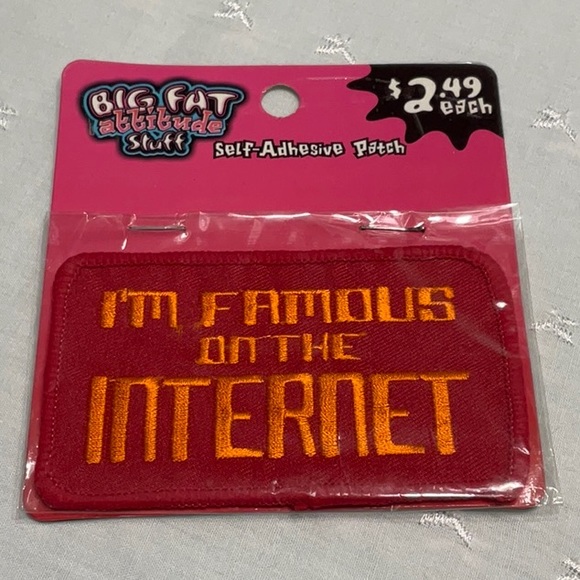 BIG FAT
attitude
Stuff
$2.49
each
Self-Adhesive Patch
I'M FAMOUS
ON THE
INTERNET